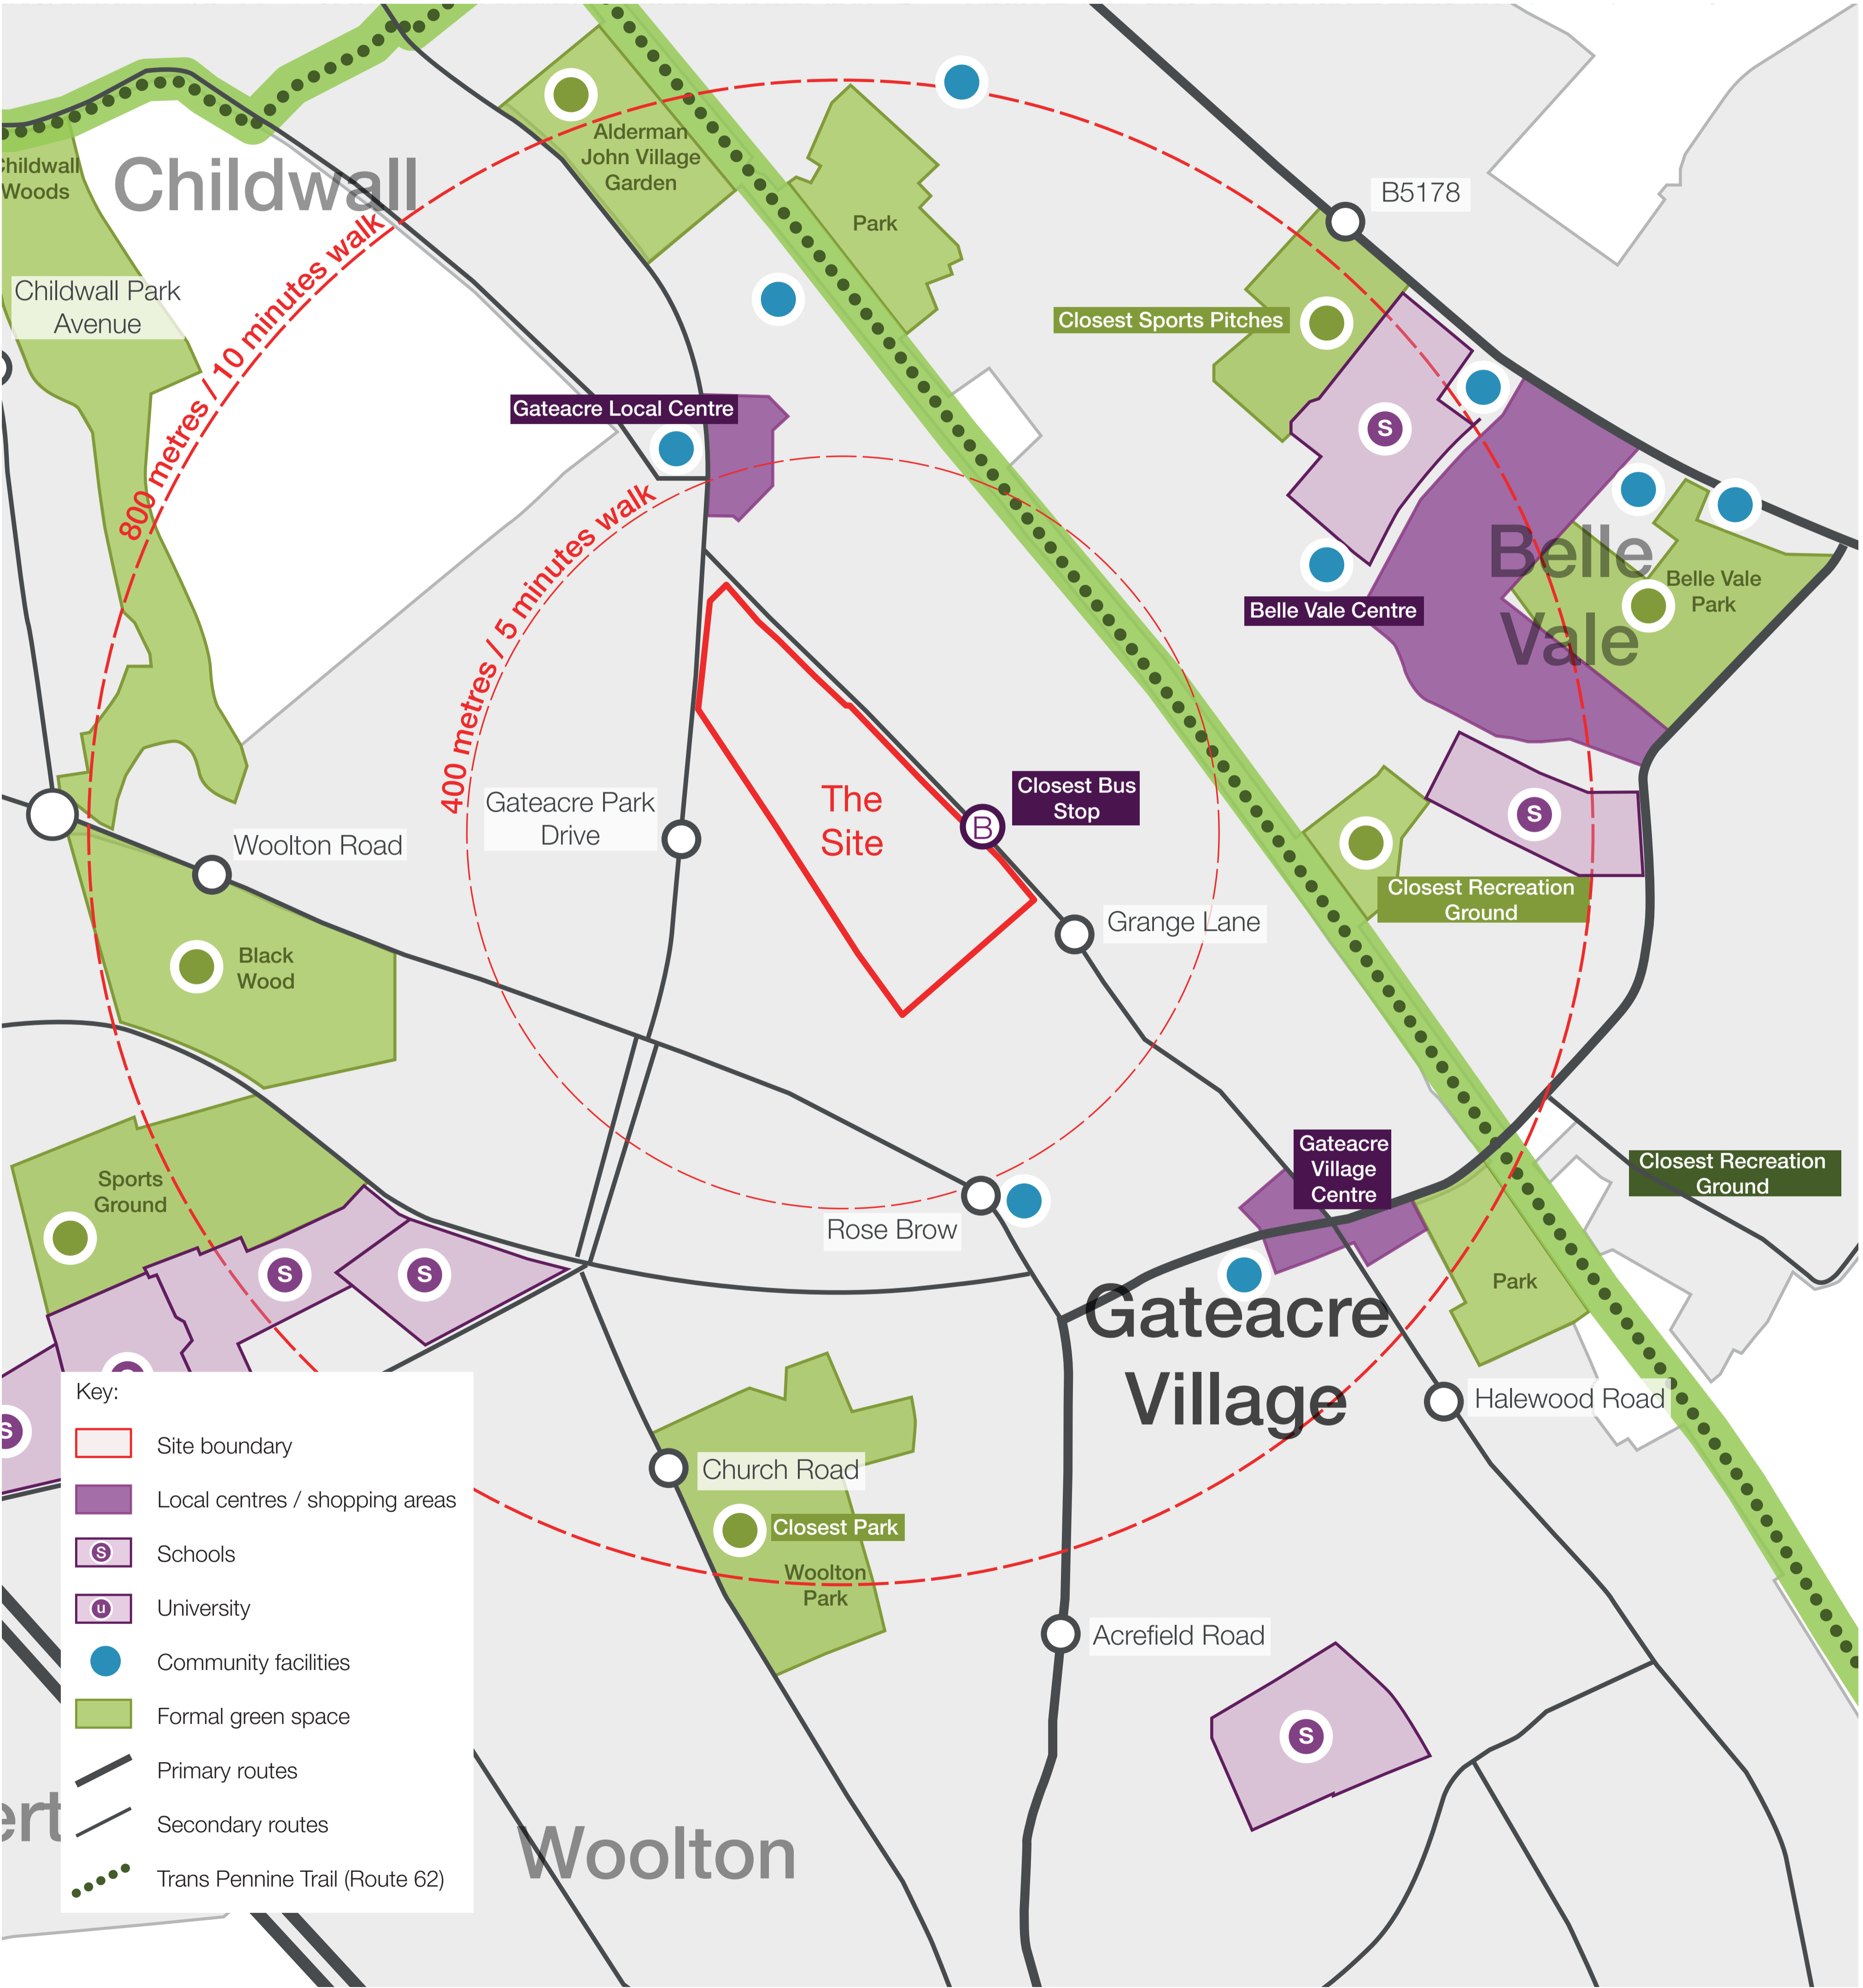 Childwall
Woods
Childwall
Alderman
John Village
Garden
Park
B5178
Childwall Park
Avenue
800 metres / 10 minutes walk
Closest Sports Pitches
Gateacre Local Centre
S
400 metres / 5 minutes walk
Belle
Vale
Belle Vale
Park
Belle Vale Centre
The
Site
Closest Bus
Stop
B
Gateacre Park
Drive
S
Woolton Road
Closest Recreation
Ground
Grange Lane
Black
Wood
Gateacre
Village
Centre
Closest Recreation
Ground
Sports
Ground
Rose Brow
S
S
Park
Gateacre
Village
Halewood Road
S
Church Road
Closest Park
Woolton
Park
Acrefield Road
S
Woolton
Key:
Site boundary
Local centres / shopping areas
S
Schools
u
University
Community facilities
Formal green space
Primary routes
Secondary routes
Trans Pennine Trail (Route 62)